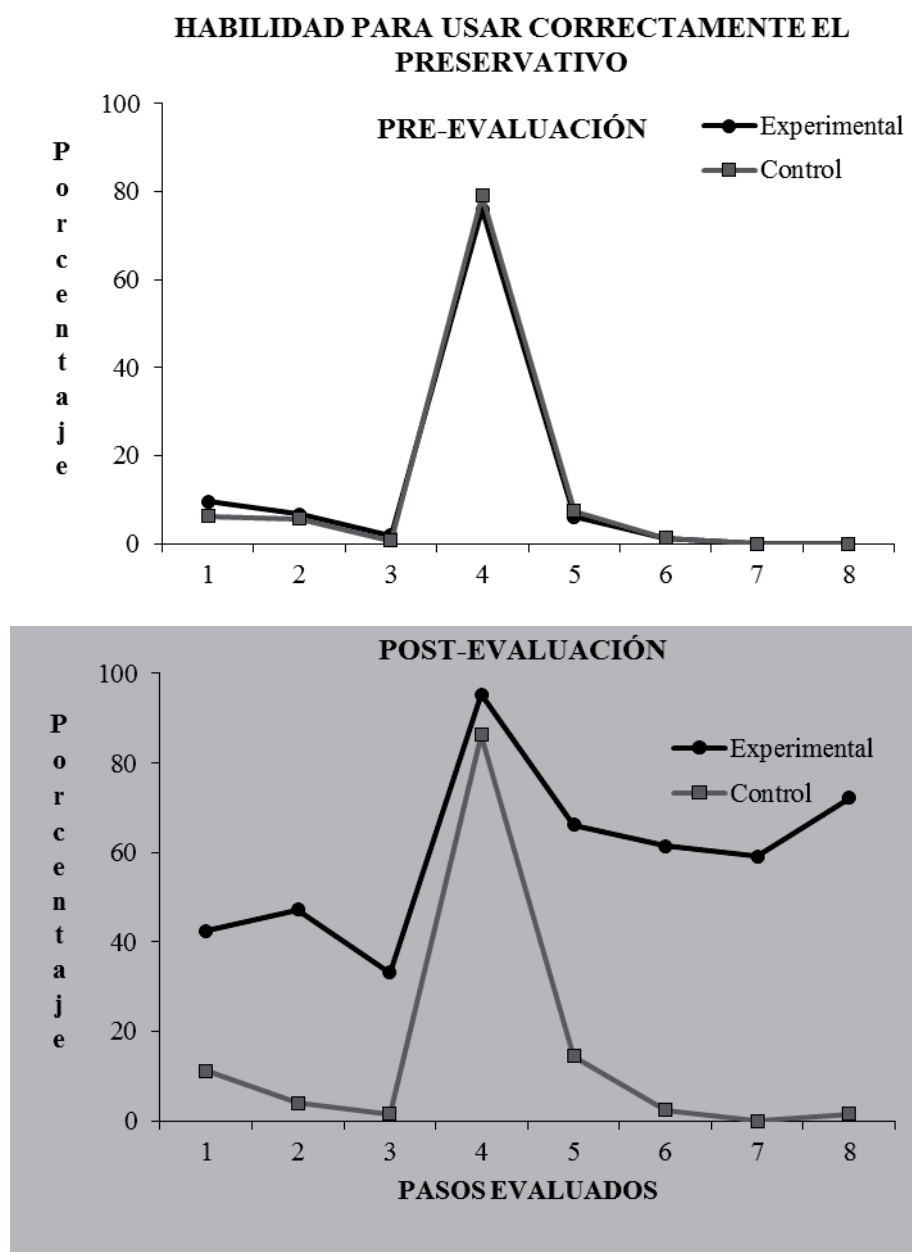 HABILIDAD PARA USAR CORRECTAMENTE EL
PRESERVATIVO
PRE-EVALUACIÓN
Experimental
Control
Porcentaje
100
80
60
40
20
0
1 2 3 4 5 6 7 8
POST-EVALUACIÓN
Experimental
Control
Porcentaje
100
80
60
40
20
0
1 2 3 4 5 6 7 8
PASOS EVALUADOS